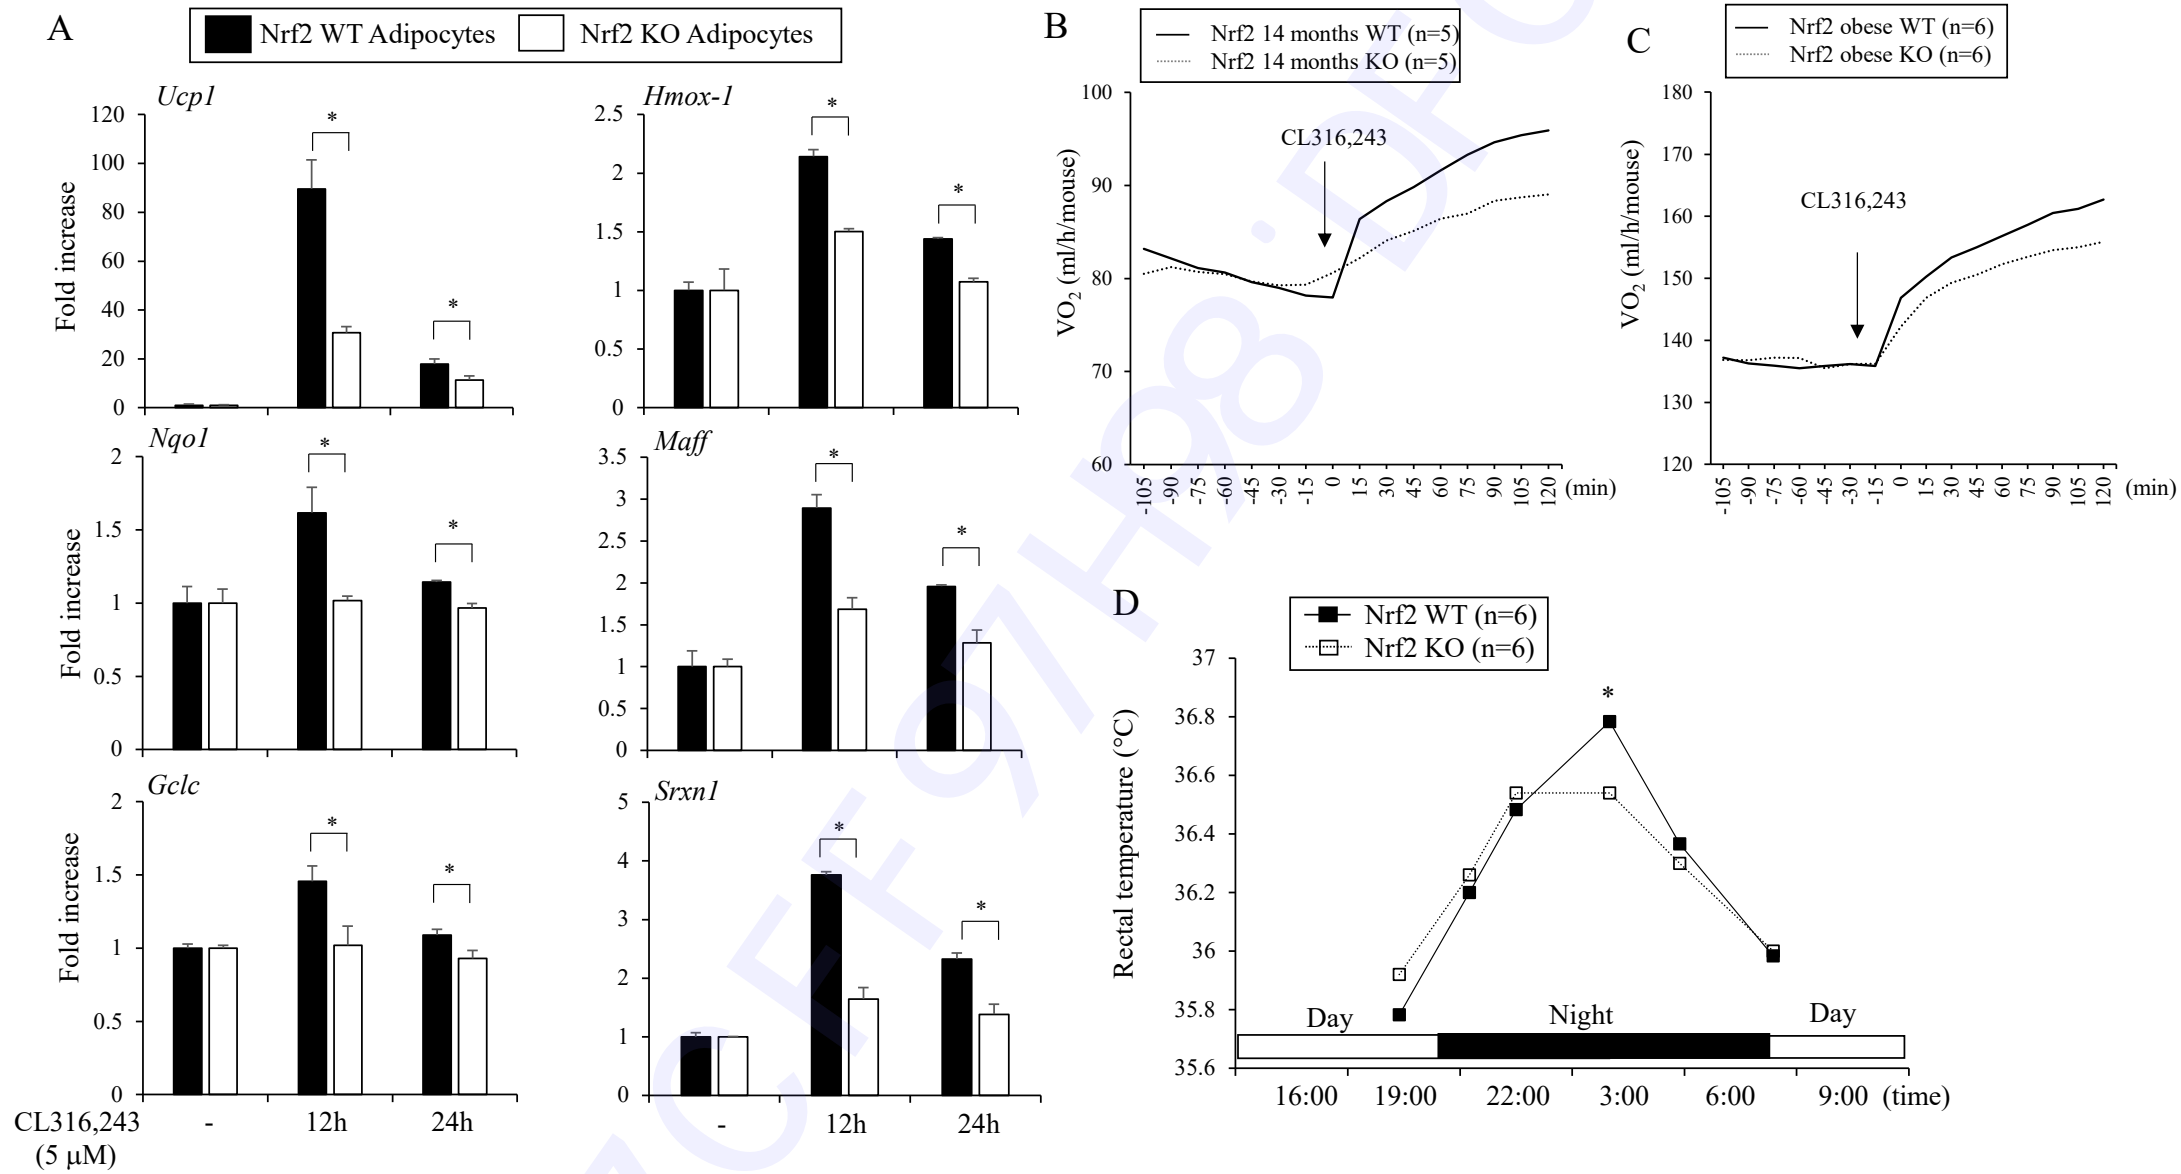 A
Nrf2 WT Adipocytes
Nrf2 KO Adipocytes
Ucp1
Fold increase
120
100
80
60
40
20
0
*
*
Hmox-1
2.5
2
1.5
1
0.5
0
*
*
Nqo1
Fold increase
2
1.5
1
0.5
0
*
*
Maff
3.5
3
2.5
2
1.5
1
0.5
0
*
*
Gclc
Fold increase
2
1.5
1
0.5
0
*
*
Srxn1
5
4
3
2
1
0
*
*
CL316,243
(5 μM)
- 12h 24h
- 12h 24h
B
Nrf2 14 months WT (n=5)
Nrf2 14 months KO (n=5)
VO2 (ml/h/mouse)
100
90
80
70
60
CL316,243
-105 -90 -75 -60 -45 -30 -15 0 15 30 45 60 75 90 105 120 (min)
C
Nrf2 obese WT (n=6)
Nrf2 obese KO (n=6)
VO2 (ml/h/mouse)
180
170
160
150
140
130
120
CL316,243
-105 -90 -75 -60 -45 -30 -15 0 15 30 45 60 75 90 105 120 (min)
D
Nrf2 WT (n=6)
Nrf2 KO (n=6)
Rectal temperature (°C)
37
36.8
36.6
36.4
36.2
36
35.8
35.6
*
Day Night Day
16:00 19:00 22:00 3:00 6:00 9:00 (time)